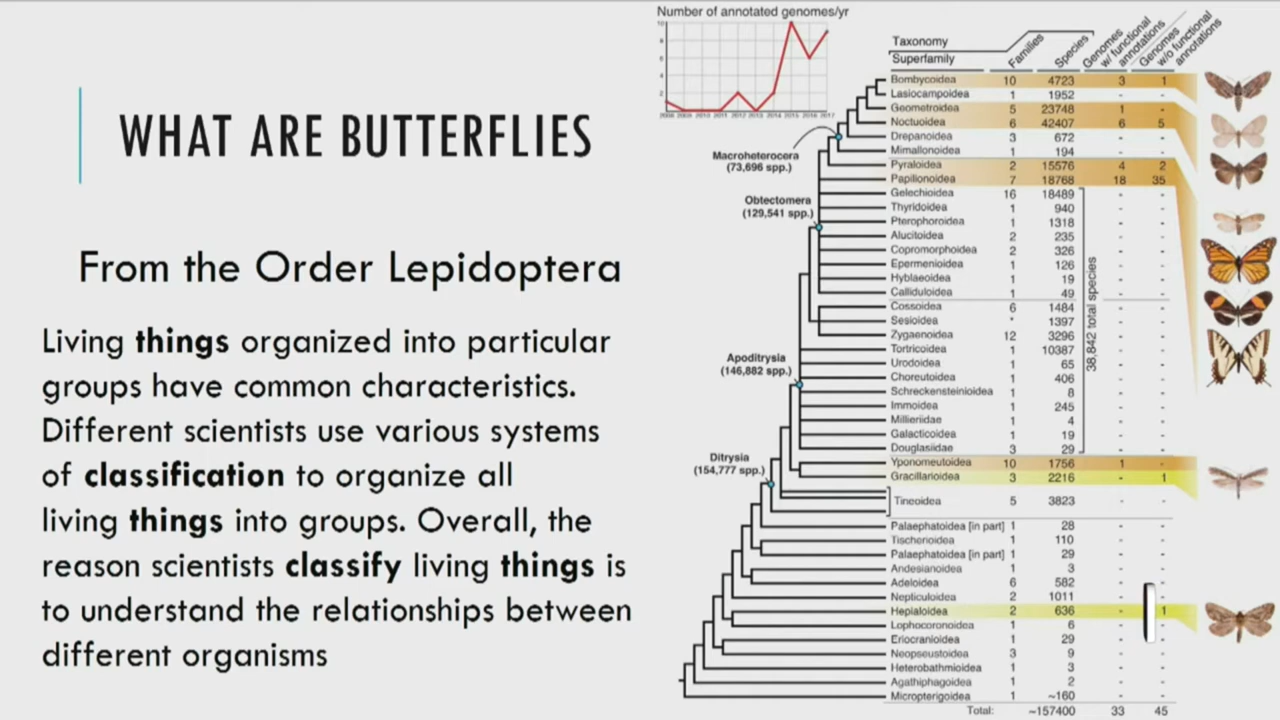 WHAT ARE BUTTERFLIES
From the Order Lepidoptera
Living things organized into particular
groups have common characteristics.
Different scientists use various systems
of classification to organize all
living things into groups. Overall, the
reason scientists classify living things is
to understand the relationships between
different organisms
Number of annotated genomes/yr
Taxonomy
Superfamily
Families
Species
Genomes w/ functional annotations
Genomes w/o functional annotations
Bombycoidea 10 4723 3 1
Lasiocampoidea 1 1952 - -
Geometroidea 5 23748 1 -
Noctuoidea 6 42407 6 5
Drepanoidea 3 672 - -
Mimallonoidea 1 194 - -
Macroheterocera
(73,696 spp.)
Pyraloidea 2 15576 4 2
Papilionoidea 7 18768 18 35
Gelechioidea 16 18489 - -
Obtectomera
(129,541 spp.)
Thyridoidea 1 940 - -
Pterophoroidea 1 1318 - -
Alucitoidea 2 235 - -
Copromorphoidea 2 326 - -
Epermenioidea 1 126 - -
Hyblaeoidea 1 19 - -
Calliduloidea 1 49 - -
Cossoidea 6 1484 - -
Sesioidea * 1397 - -
Zygaenoidea 12 3296 - -
38,842 total species
Tortricoidea 1 10387 - -
Apoditrysia
(146,882 spp.)
Urodoidea 1 65 - -
Choreutoidea 1 406 - -
Schreckensteinioidea 1 8 - -
Immoidea 1 245 - -
Millieriidae 1 4 - -
Galacticoidea 1 19 - -
Douglasiidae 3 29 - -
Ditrysia
(154,777 spp.)
Yponomeutoidea 10 1756 1 -
Gracillarioidea 3 2216 - 1
Tineoidea 5 3823 - -
Palaephatoidea [in part] 1 28 - -
Tischerioidea 1 110 - -
Palaephatoidea [in part] 1 29 - -
Andesianoidea 1 3 - -
Adeloidea 6 582 - -
Nepticuloidea 2 1011 - -
Hepialoidea 2 636 - 1
Lophocoronoidea 1 6 - -
Eriocranioidea 1 29 - -
Neopseustoidea 3 9 - -
Heterobathmioidea 1 3 - -
Agathiphagoidea 1 2 - -
Micropterigoidea 1 ~160 - -
Total: ~157400 33 45